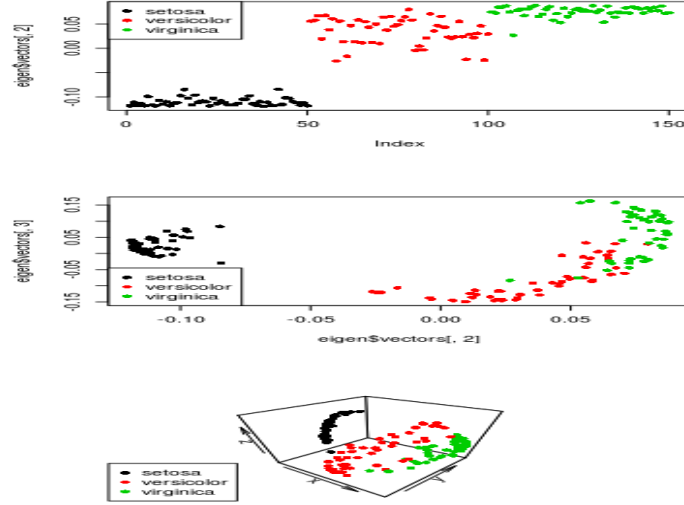 eigen$vectors[, 2]
0.05
0.00
-0.10
setosa
versicolor
virginica
0
50
100
150
Index
eigen$vectors[, 3]
0.15
0.05
-0.05
-0.15
setosa
versicolor
virginica
-0.10
-0.05
0.00
0.05
eigen$vectors[, 2]
setosa
versicolor
virginica